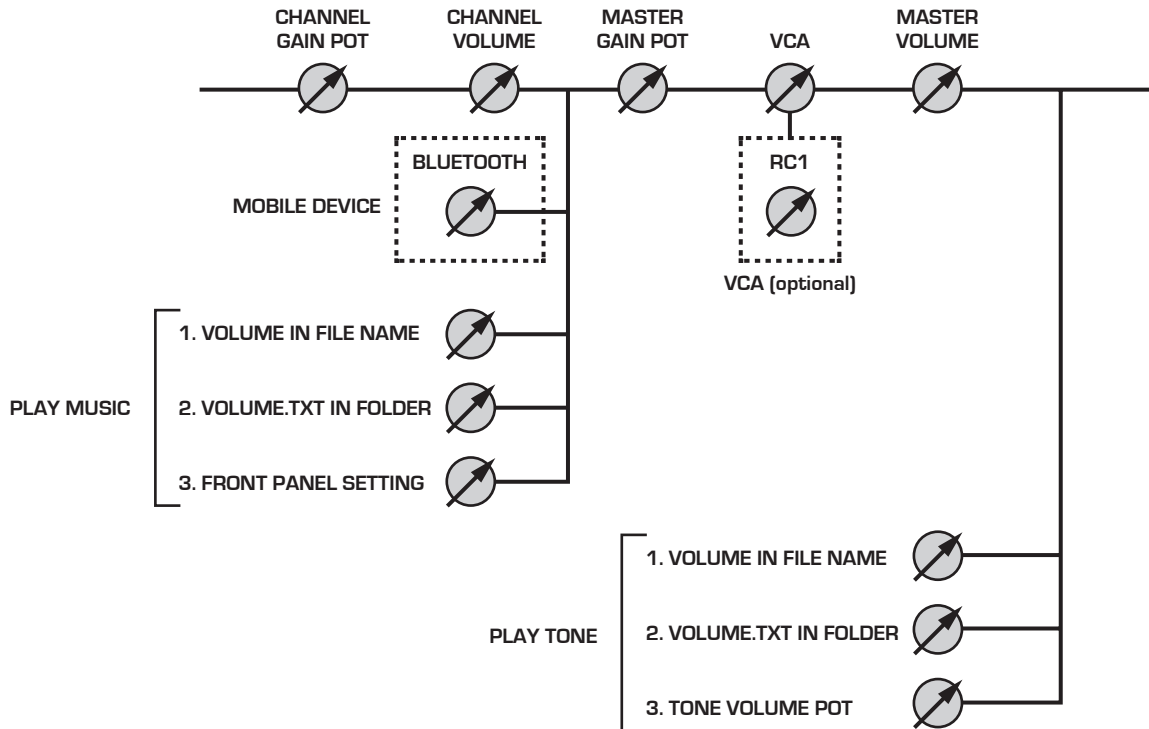 CHANNEL
GAIN POT
CHANNEL
VOLUME
MASTER
GAIN POT
VCA
MASTER
VOLUME
BLUETOOTH
MOBILE DEVICE
RC1
VCA (optional)
PLAY MUSIC
1. VOLUME IN FILE NAME
2. VOLUME.TXT IN FOLDER
3. FRONT PANEL SETTING
PLAY TONE
1. VOLUME IN FILE NAME
2. VOLUME.TXT IN FOLDER
3. TONE VOLUME POT